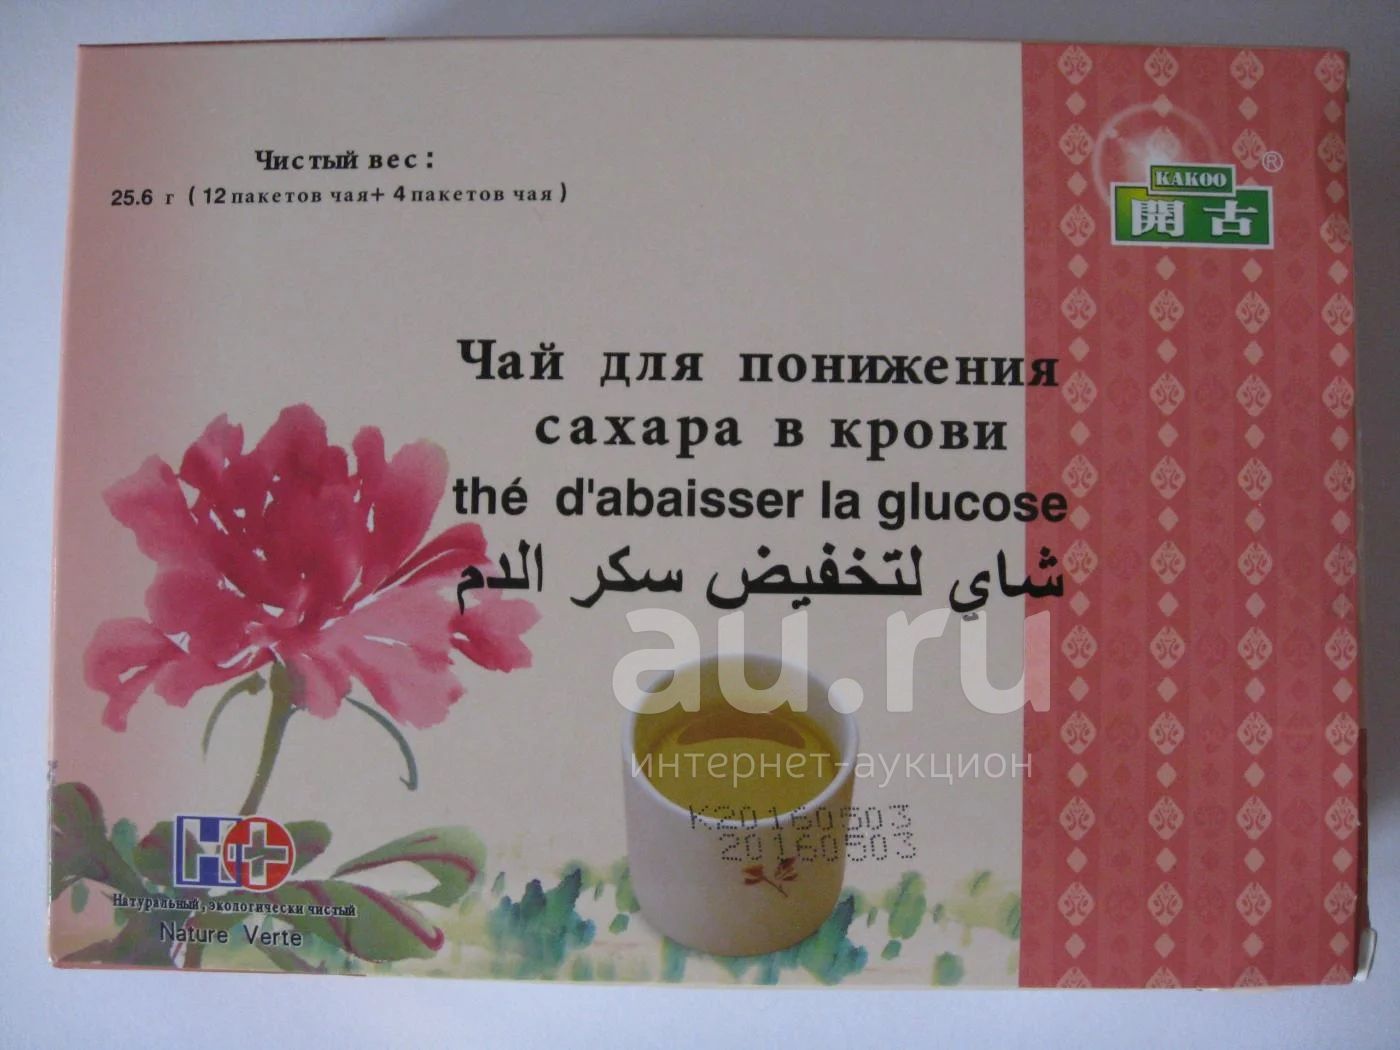 Чистый вес :
25.6 г ( 12 пакетов чая+ 4 пакетов чая )
®
KAKOO
開古
Чай для понижения
сахара в крови
thé d'abaisser la glucose
شاي لتخفيض سكر الدم
au.ru
интернет-аукцион
K20160503
20160503
H+
Натуральный, экологически чистый
Nature Verte